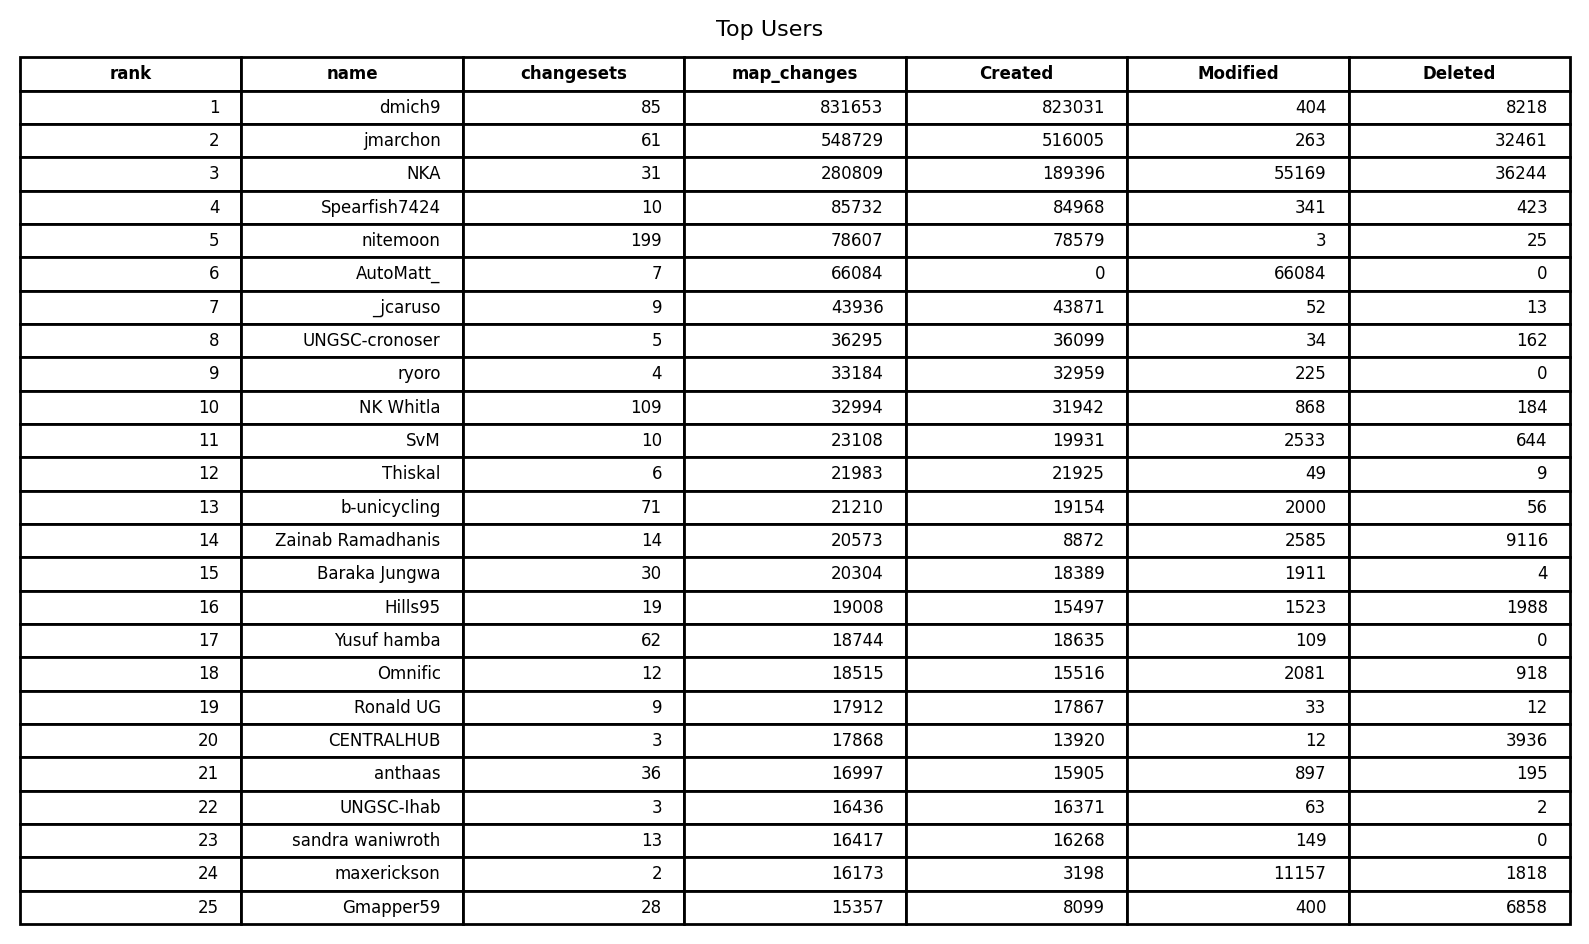 Top Users
rank name changesets map_changes Created Modified Deleted
1 dmich9 85 831653 823031 404 8218
2 jmarchon 61 548729 516005 263 32461
3 NKA 31 280809 189396 55169 36244
4 Spearfish7424 10 85732 84968 341 423
5 nitemoon 199 78607 78579 3 25
6 AutoMatt_ 7 66084 0 66084 0
7 _jcaruso 9 43936 43871 52 13
8 UNGSC-cronoser 5 36295 36099 34 162
9 ryoro 4 33184 32959 225 0
10 NK Whitla 109 32994 31942 868 184
11 SvM 10 23108 19931 2533 644
12 Thiskal 6 21983 21925 49 9
13 b-unicycling 71 21210 19154 2000 56
14 Zainab Ramadhanis 14 20573 8872 2585 9116
15 Baraka Jungwa 30 20304 18389 1911 4
16 Hills95 19 19008 15497 1523 1988
17 Yusuf hamba 62 18744 18635 109 0
18 Omnific 12 18515 15516 2081 918
19 Ronald UG 9 17912 17867 33 12
20 CENTRALHUB 3 17868 13920 12 3936
21 anthaas 36 16997 15905 897 195
22 UNGSC-Ihab 3 16436 16371 63 2
23 sandra waniwroth 13 16417 16268 149 0
24 maxerickson 2 16173 3198 11157 1818
25 Gmapper59 28 15357 8099 400 6858